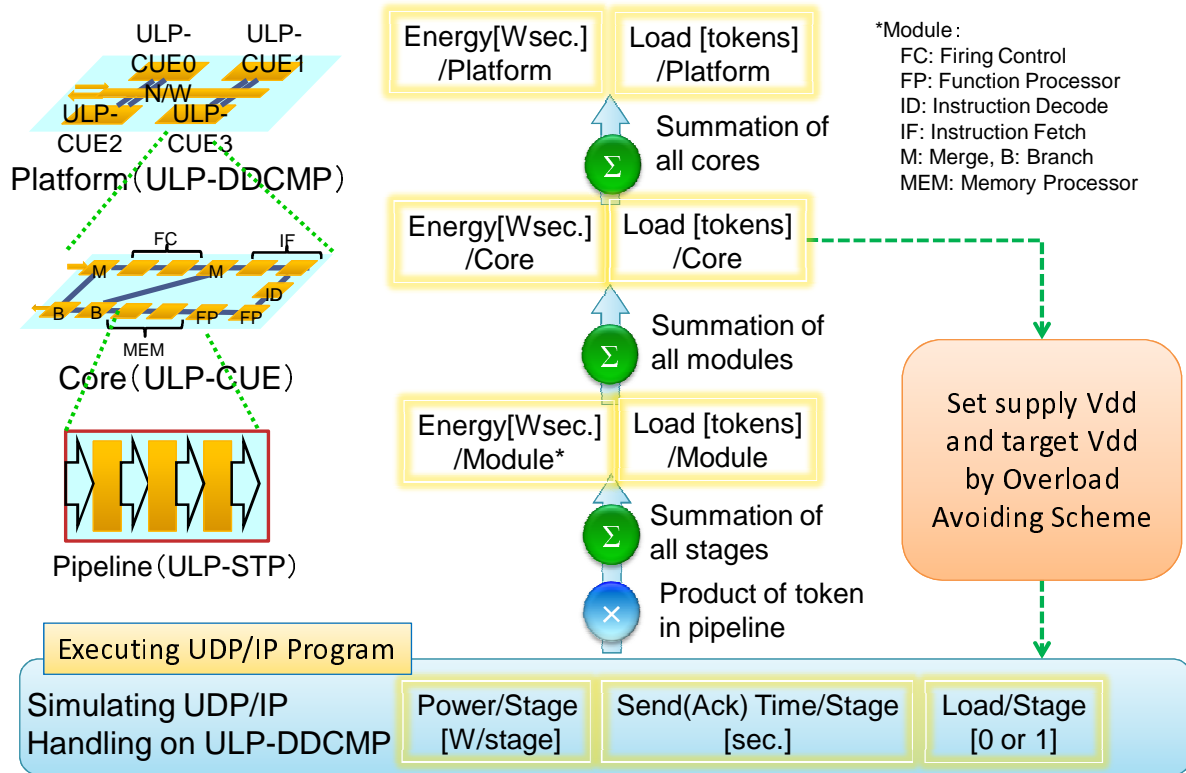 ULP-
CUE0
ULP-
CUE1
N/W
ULP-
CUE2
ULP-
CUE3
Platform(ULP-DDCMP)
FC
IF
M
M
ID
B
B
FP
FP
MEM
Core(ULP-CUE)
Pipeline(ULP-STP)
Energy[Wsec.]
/Platform
Load [tokens]
/Platform
Σ
Summation of
all cores
Energy[Wsec.]
/Core
Load [tokens]
/Core
Σ
Summation of
all modules
Energy[Wsec.]
/Module*
Load [tokens]
/Module
Σ
Summation of
all stages
×
Product of token
in pipeline
*Module:
FC: Firing Control
FP: Function Processor
ID: Instruction Decode
IF: Instruction Fetch
M: Merge, B: Branch
MEM: Memory Processor
Set supply Vdd
and target Vdd
by Overload
Avoiding Scheme
Executing UDP/IP Program
Simulating UDP/IP
Handling on ULP-DDCMP
Power/Stage
[W/stage]
Send(Ack) Time/Stage
[sec.]
Load/Stage
[0 or 1]